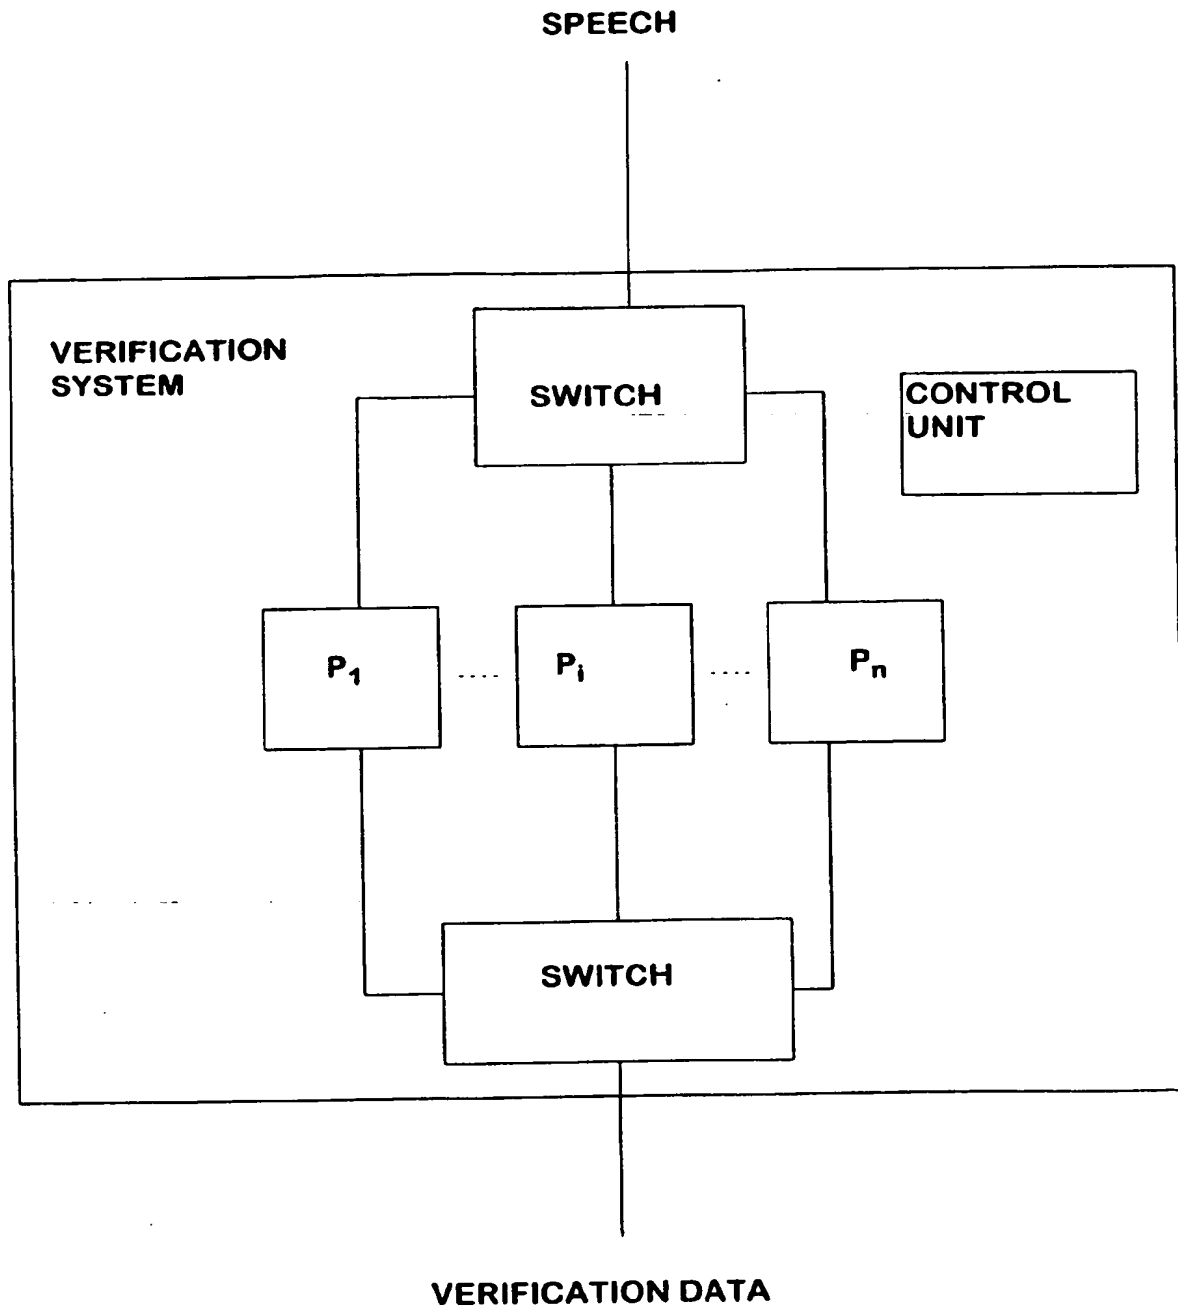 SPEECH
VERIFICATION
SYSTEM
SWITCH
CONTROL
UNIT
P₁ ..... Pᵢ ..... Pₙ
SWITCH
VERIFICATION DATA